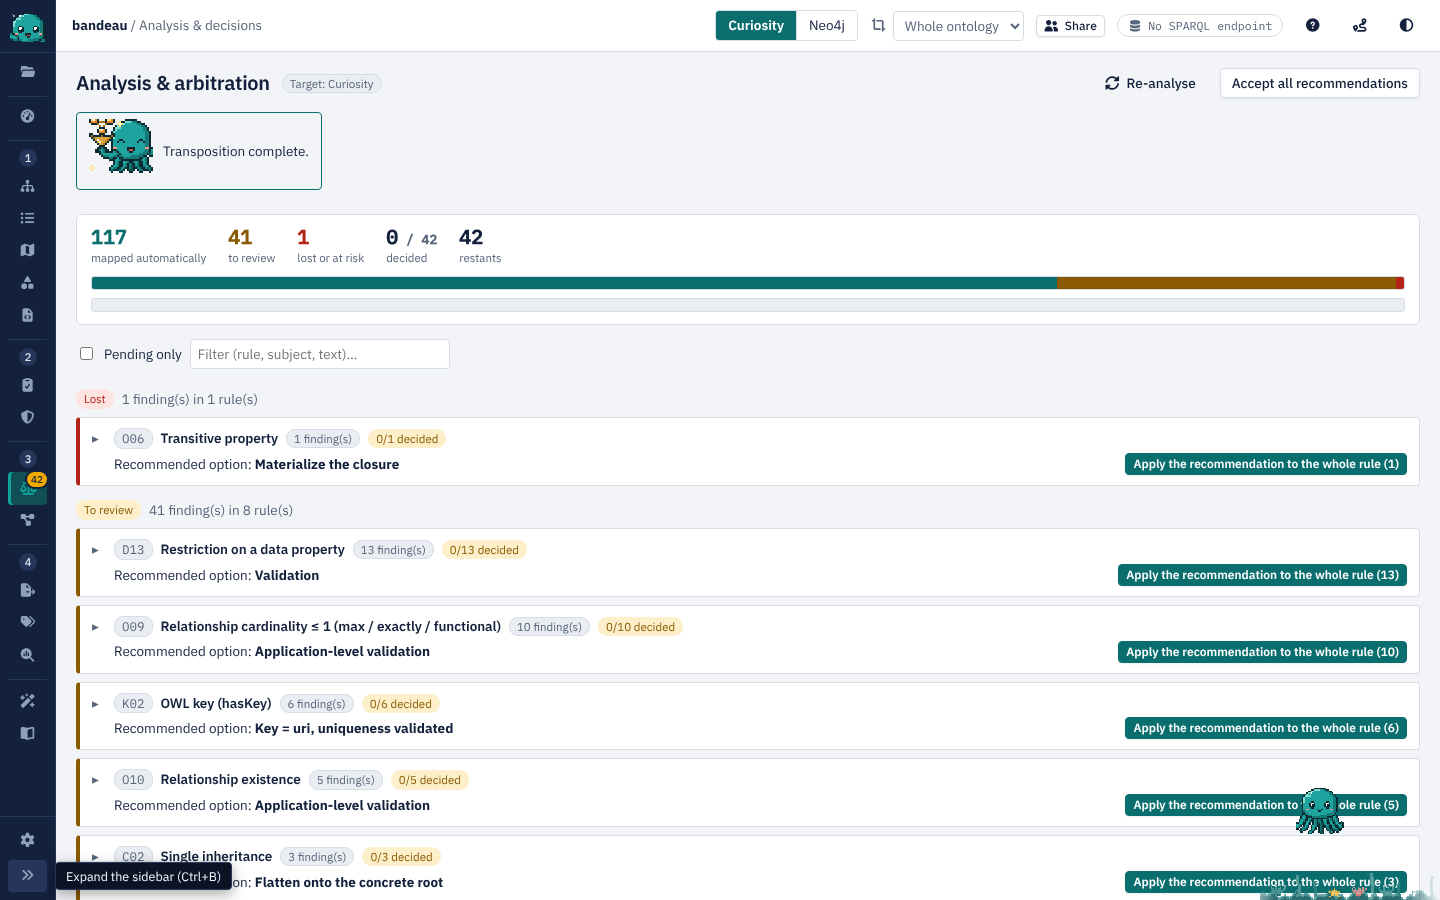 bandeau / Analysis & decisions
Curiosity
Neo4j
Whole ontology
Share
No SPARQL endpoint
Analysis & arbitration
Target: Curiosity
Re-analyse
Accept all recommendations
Transposition complete.
117
mapped automatically
41
to review
1
lost or at risk
0 / 42
decided
42
restants
Pending only
Filter (rule, subject, text)...
Lost
1 finding(s) in 1 rule(s)
▸ O06 Transitive property 1 finding(s) 0/1 decided
Recommended option: Materialize the closure
Apply the recommendation to the whole rule (1)
To review
41 finding(s) in 8 rule(s)
▸ D13 Restriction on a data property 13 finding(s) 0/13 decided
Recommended option: Validation
Apply the recommendation to the whole rule (13)
▸ O09 Relationship cardinality ≤ 1 (max / exactly / functional) 10 finding(s) 0/10 decided
Recommended option: Application-level validation
Apply the recommendation to the whole rule (10)
▸ K02 OWL key (hasKey) 6 finding(s) 0/6 decided
Recommended option: Key = uri, uniqueness validated
Apply the recommendation to the whole rule (6)
▸ O10 Relationship existence 5 finding(s) 0/5 decided
Recommended option: Application-level validation
Apply the recommendation to ole rule (5)
▸ C02 Single inheritance 3 finding(s) 0/3 decided
on: Flatten onto the concrete root
Apply the recommendation to the whole rule (3)
1
2
3
42
4
Expand the sidebar (Ctrl+B)